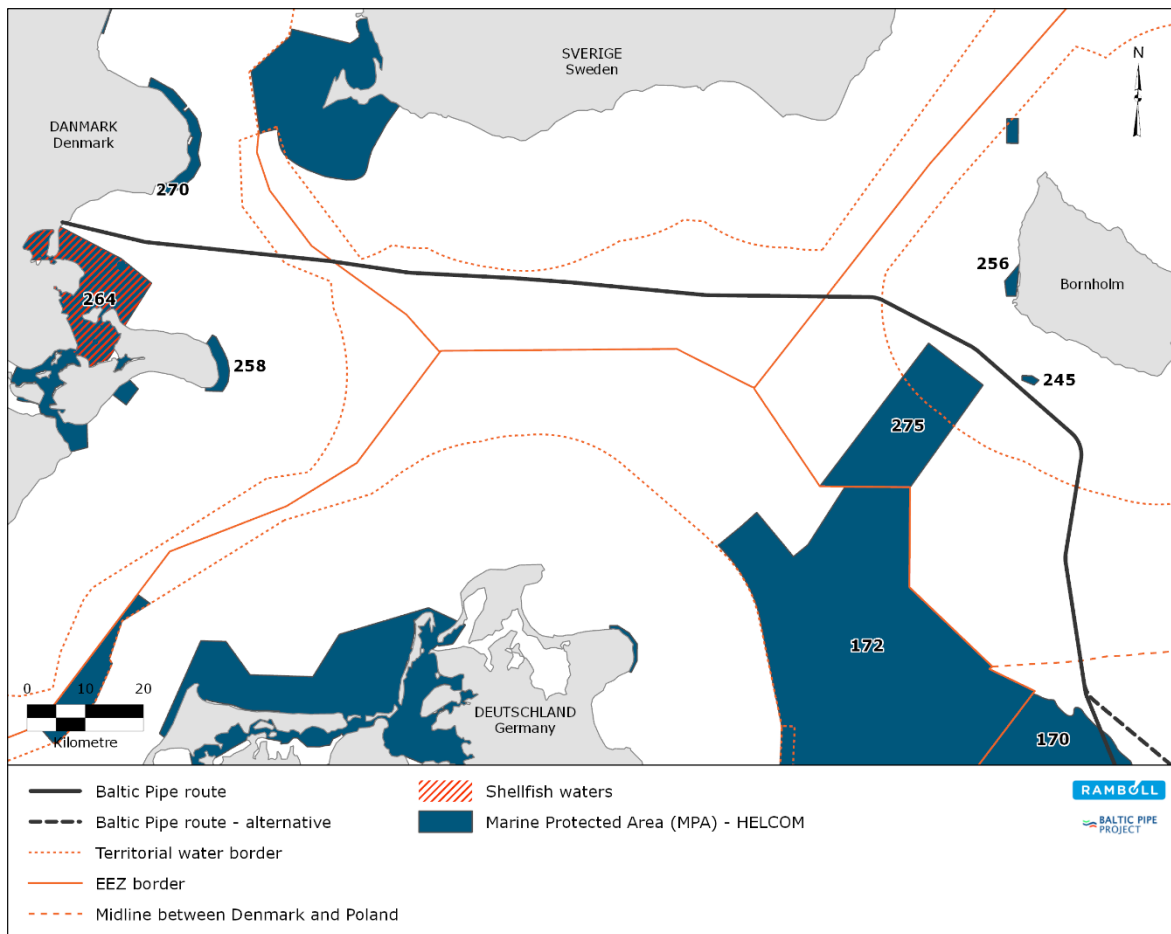 SVERIGE
Sweden
N
DANMARK
Denmark
270
256
Bornholm
264
258
245
275
172
0 10 20
Kilometre
DEUTSCHLAND
Germany
170
Baltic Pipe route
Baltic Pipe route - alternative
Territorial water border
EEZ border
Midline between Denmark and Poland
Shellfish waters
Marine Protected Area (MPA) - HELCOM
RAMBOLL
BALTIC PIPE
PROJECT